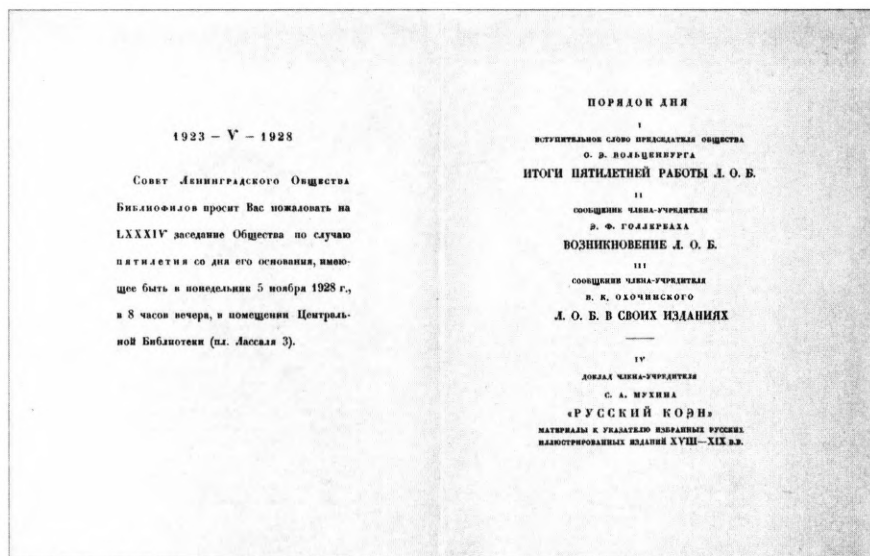 1923 – V – 1928
Совет Ленинградского Общества
Библиофилов просит Вас пожаловать на
LXXXIV заседание Общества по случаю
пятилетия со дня его основания, имею-
щее быть в понедельник 5 ноября 1928 г.,
в 8 часов вечера, в помещении Централь-
ной Библиотеки (пл. Лассаля 3).
ПОРЯДОК ДНЯ
I
ВСТУПИТЕЛЬНОЕ СЛОВО ПРЕДСЕДАТЕЛЯ ОБЩЕСТВА
О. Э. ВОЛЬЦЕНБУРГА
ИТОГИ ПЯТИЛЕТНЕЙ РАБОТЫ Л. О. Б.
II
СООБЩЕНИЕ ЧЛЕНА-УЧРЕДИТЕЛЯ
Э. Ф. ГОЛЛЕРБАХА
ВОЗНИКНОВЕНИЕ Л. О. Б.
III
СООБЩЕНИЕ ЧЛЕНА-УЧРЕДИТЕЛЯ
В. К. ОХОЧИНСКОГО
Л. О. Б. В СВОИХ ИЗДАНИЯХ
IV
ДОКЛАД ЧЛЕНА-УЧРЕДИТЕЛЯ
С. А. МУХИНА
«РУССКИЙ КОЭН»
МАТЕРИАЛЫ К УКАЗАТЕЛЮ ИЗБРАННЫХ РУССКИХ
ИЛЛЮСТРИРОВАННЫХ ИЗДАНИЙ XVIII—XIX В.В.